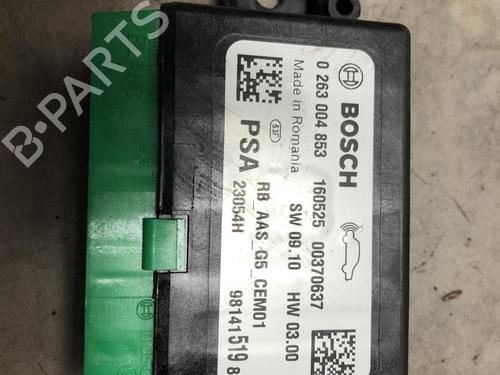 BOSCH
0 263 004 853 160525 00370637
Made in Romania SW 09.10 HW 03.00
53F
PSA RB_AAS_G5_CEM01
23054H 98141519 8
B-PARTS